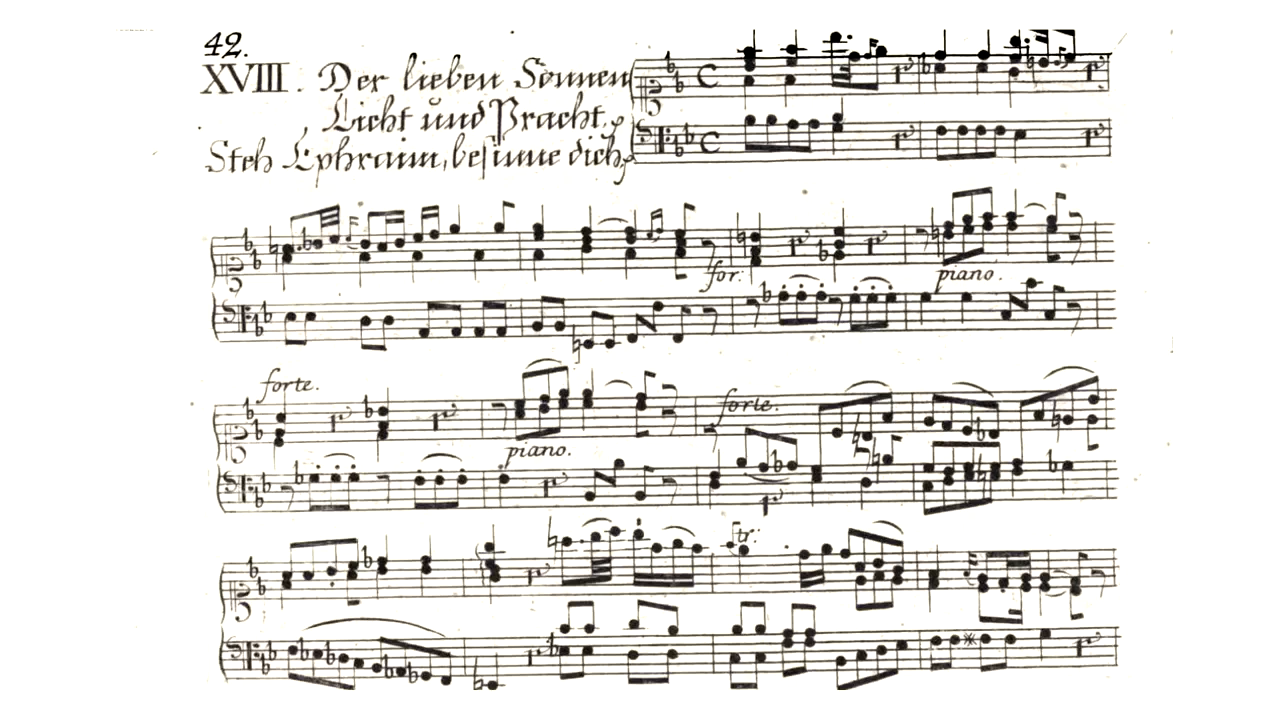 42.
XVIII. Der lieben Sonnen
Licht und Pracht.
Steh Ephraim, besinne dich,
for:
piano.
forte.
forte.
piano.
tr: